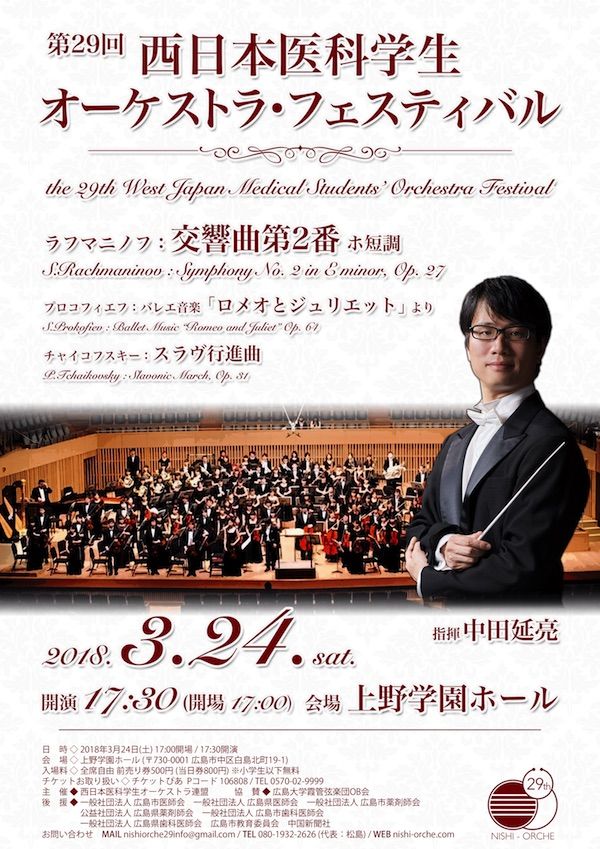 第29回 西日本医科学生
オーケストラ・フェスティバル
the 29th West Japan Medical Students' Orchestra Festival
ラフマニノフ：交響曲第2番 ホ短調
S.Rachmaninov : Symphony No. 2 in E minor, Op. 27
プロコフィエフ：バレエ音楽「ロメオとジュリエット」より
S.Prokofiev : Ballet Music "Romeo and Juliet" Op. 64
チャイコフスキー：スラヴ行進曲
P.Tchaikovsky : Slavonic March, Op. 31
指揮 中田延亮
2018. 3.24. sat.
開演 17:30 (開場 17:00) 会場 上野学園ホール
日 時 ◇ 2018年3月24日(土) 17:00開場 / 17:30開演
会 場 ◇ 上野学園ホール (〒730-0001 広島市中区白島北町19-1)
入場料 ◇ 全席自由 前売り券500円 (当日券800円) ※小学生以下無料
チケットお取り扱い ◇ チケットぴあ Pコード 106808 / TEL 0570-02-9999
主 催 ◆ 西日本医科学生オーケストラ連盟 協 賛 ◆ 広島大学霞管弦楽団OB会
後 援 ◆ 一般社団法人 広島市医師会 一般社団法人 広島県医師会 一般社団法人 広島市薬剤師会
公益社団法人 広島県薬剤師会 一般社団法人 広島市歯科医師会
一般社団法人 広島県歯科医師会 広島市教育委員会 中国新聞社
お問い合わせ MAIL nishiorche29info@gmail.com / TEL 080-1932-2626 (代表：松島) / WEB nishi-orche.com
29th
NISHI - ORCHE